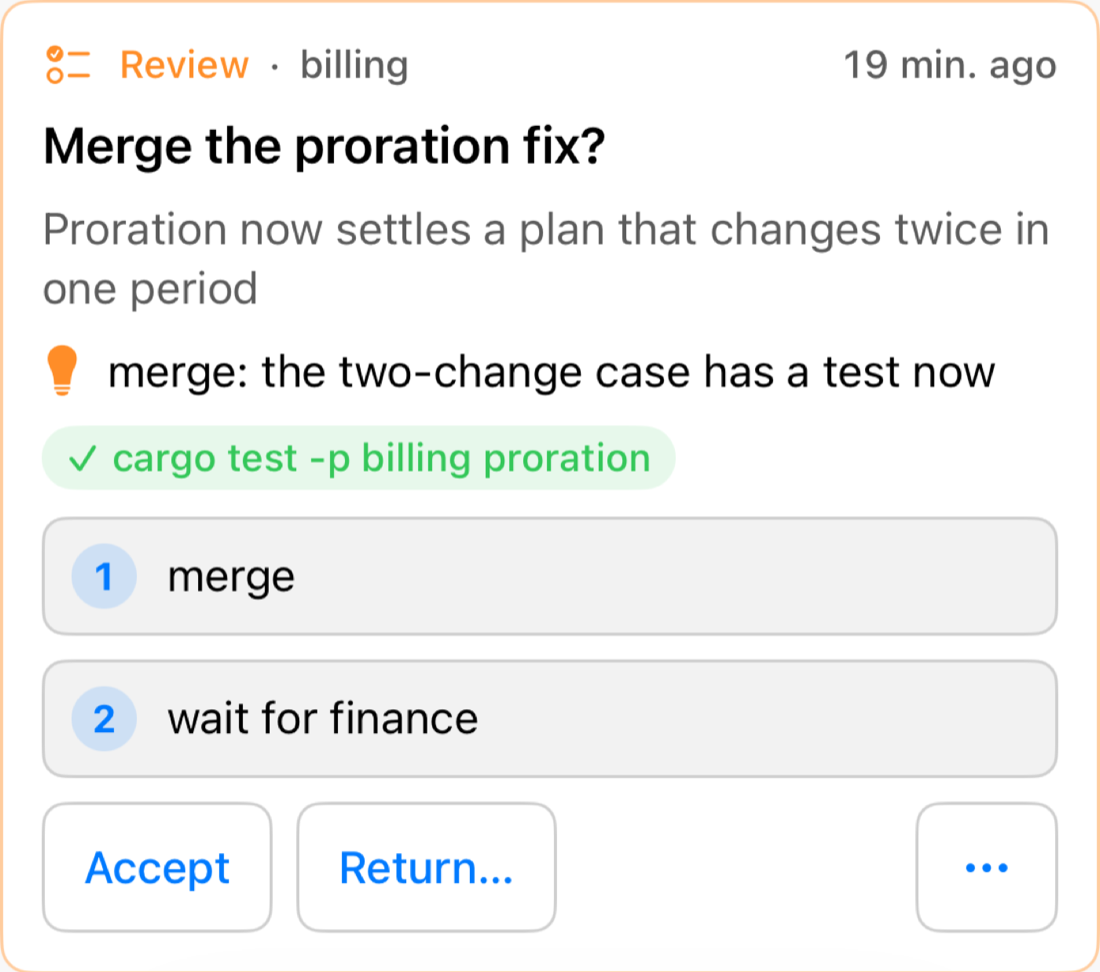 Review · billing
19 min. ago
Merge the proration fix?
Proration now settles a plan that changes twice in
one period
merge: the two-change case has a test now
✓ cargo test -p billing proration
1 merge
2 wait for finance
Accept
Return...
...